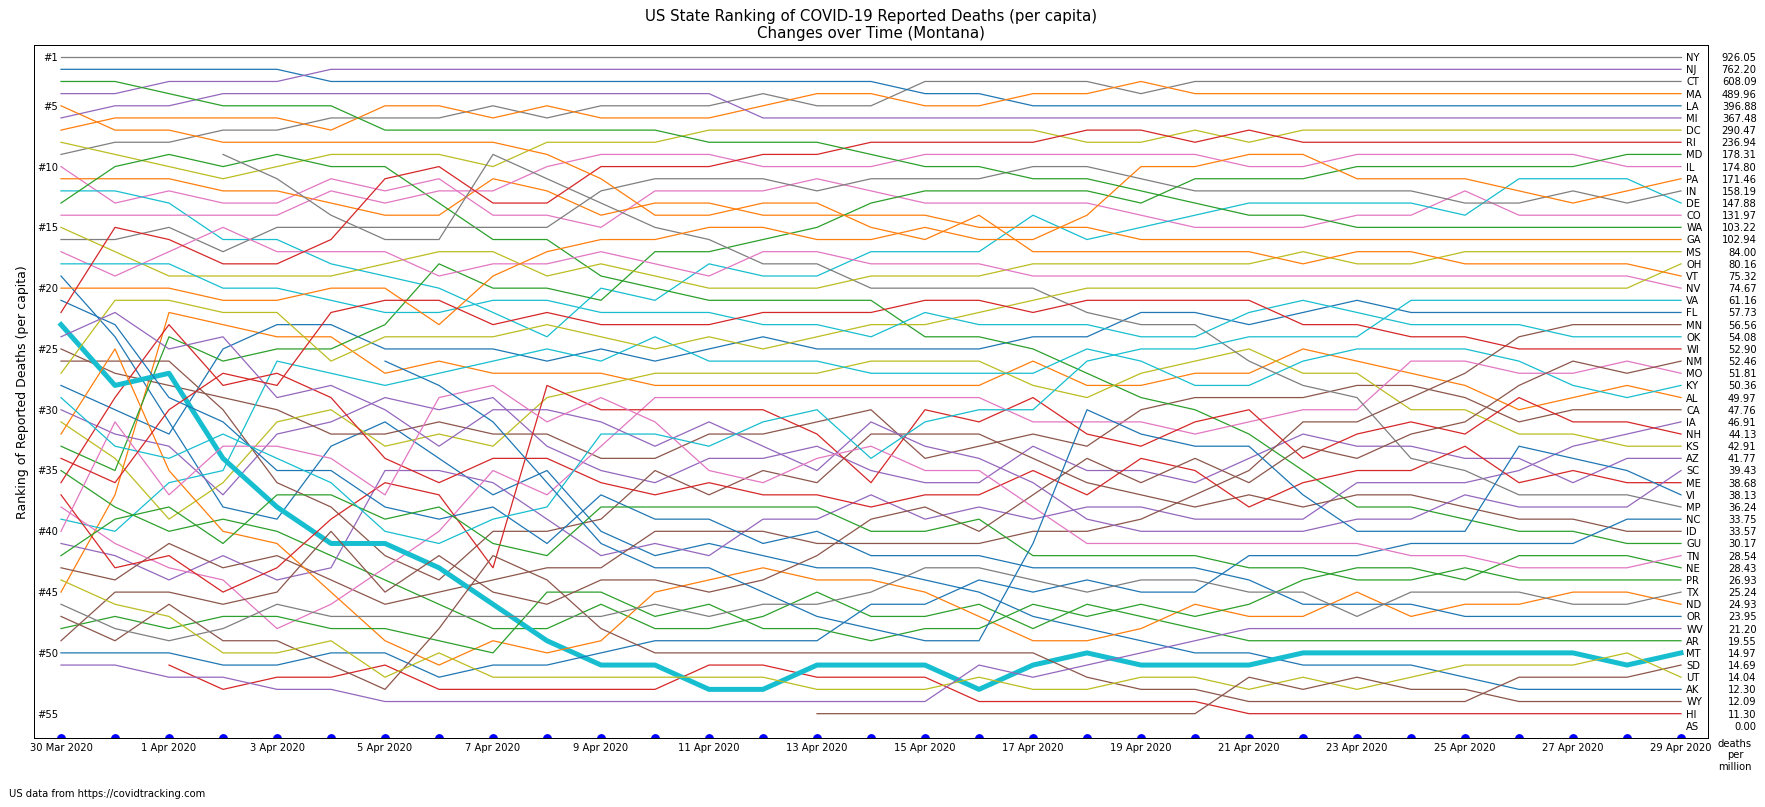 US State Ranking of COVID-19 Reported Deaths (per capita)
Changes over Time (Montana)
Ranking of Reported Deaths (per capita)
#1
#5
#10
#15
#20
#25
#30
#35
#40
#45
#50
#55
NY 926.05
NJ 762.20
CT 608.09
MA 489.96
LA 396.88
MI 367.48
DC 290.47
RI 236.94
MD 178.31
IL 174.80
PA 171.46
IN 158.19
DE 147.88
CO 131.97
WA 103.22
GA 102.94
MS 84.00
OH 80.16
VT 75.32
NV 74.67
VA 61.16
FL 57.73
MN 56.56
OK 54.08
WI 52.90
NM 52.46
MO 51.81
KY 50.36
AL 49.97
CA 47.76
IA 46.91
NH 44.13
KS 42.91
AZ 41.77
SC 39.43
ME 38.68
VI 38.13
MP 36.24
NC 33.75
ID 33.57
GU 30.17
TN 28.54
NE 28.43
PR 26.93
TX 25.24
ND 24.93
OR 23.95
WV 21.20
AR 19.55
MT 14.97
SD 14.69
UT 14.04
AK 12.30
WY 12.09
HI 11.30
AS 0.00
30 Mar 2020
1 Apr 2020
3 Apr 2020
5 Apr 2020
7 Apr 2020
9 Apr 2020
11 Apr 2020
13 Apr 2020
15 Apr 2020
17 Apr 2020
19 Apr 2020
21 Apr 2020
23 Apr 2020
25 Apr 2020
27 Apr 2020
29 Apr 2020
deaths
per
million
US data from https://covidtracking.com